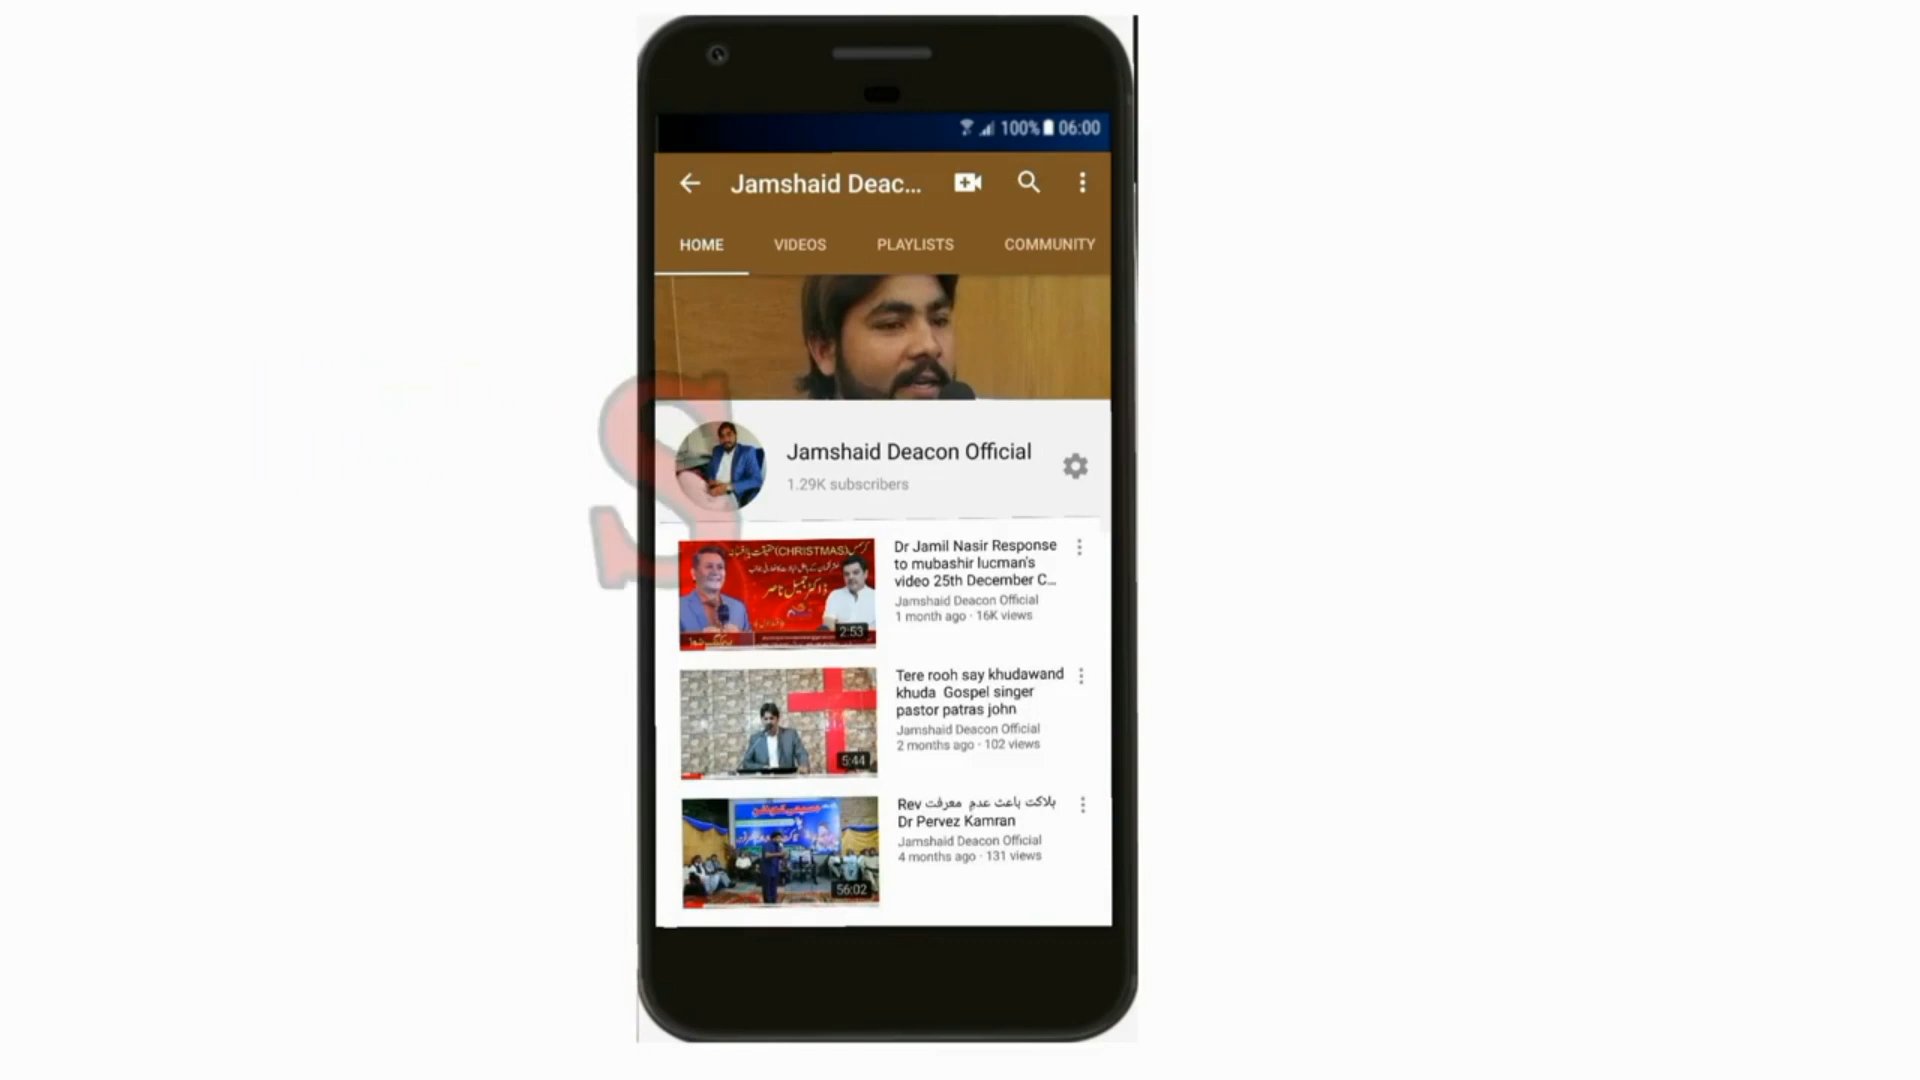 100% 06:00
Jamshaid Deac...
HOME VIDEOS PLAYLISTS COMMUNITY
S
Jamshaid Deacon Official
1.29K subscribers
کرسمس(CHRISTMAS)حقیقت یا افسانہ
ڈاکٹر جمیل ناصر
2:53
Dr Jamil Nasir Response
to mubashir lucman's
video 25th December C...
Jamshaid Deacon Official
1 month ago · 16K views
5:44
Tere rooh say khudawand
khuda Gospel singer
pastor patras john
Jamshaid Deacon Official
2 months ago · 102 views
56:02
Rev ہلاکت باعث عدم معرفت
Dr Pervez Kamran
Jamshaid Deacon Official
4 months ago · 131 views